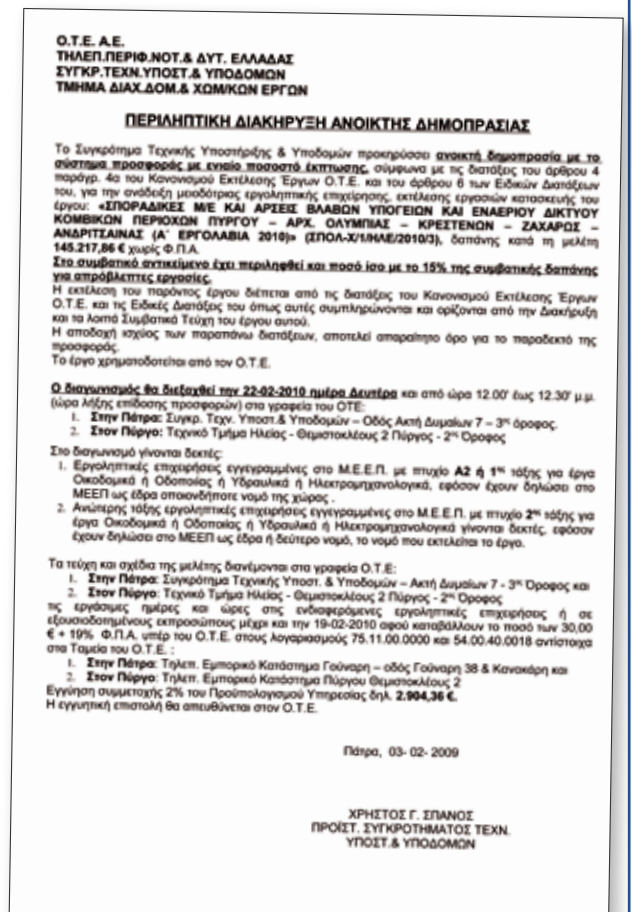 Ο.Τ.Ε. Α.Ε.
ΤΗΛΕΠ.ΠΕΡΙΦ.ΝΟΤ.& ΔΥΤ. ΕΛΛΑΔΑΣ
ΣΥΓΚΡ.ΤΕΧΝ.ΥΠΟΣΤ.& ΥΠΟΔΟΜΩΝ
ΤΜΗΜΑ ΔΙΑΧ.ΔΟΜ.& ΧΩΜ/ΚΩΝ ΕΡΓΩΝ
ΠΕΡΙΛΗΠΤΙΚΗ ΔΙΑΚΗΡΥΞΗ ΑΝΟΙΚΤΗΣ ΔΗΜΟΠΡΑΣΙΑΣ
Το Συγκρότημα Τεχνικής Υποστήριξης & Υποδομών προκηρύσσει ανοικτή δημοπρασία με το
σύστημα προσφοράς με ενιαίο ποσοστό έκπτωσης, σύμφωνα με τις διατάξεις του άρθρου 4
παράγρ. 4α του Κανονισμού Εκτέλεσης Έργων Ο.Τ.Ε. και του άρθρου 6 των Ειδικών Διατάξεων
του, για την ανάδειξη μειοδότριας εργοληπτικής επιχείρησης, εκτέλεσης εργασιών κατασκευής του
έργου: «ΣΠΟΡΑΔΙΚΕΣ Μ/Ε ΚΑΙ ΑΡΣΕΙΣ ΒΛΑΒΩΝ ΥΠΟΓΕΙΩΝ ΚΑΙ ΕΝΑΕΡΙΟΥ ΔΙΚΤΥΟΥ
ΚΟΜΒΙΚΩΝ ΠΕΡΙΟΧΩΝ ΠΥΡΓΟΥ – ΑΡΧ. ΟΛΥΜΠΙΑΣ – ΚΡΕΣΤΕΝΩΝ – ΖΑΧΑΡΩΣ –
ΑΝΔΡΙΤΣΑΙΝΑΣ (Α΄ ΕΡΓΟΛΑΒΙΑ 2010)» (ΣΠΟΛ-Χ/1/ΗΛΕ/2010/3), δαπάνης κατά τη μελέτη
145.217,86 € χωρίς Φ.Π.Α.
Στο συμβατικό αντικείμενο έχει περιληφθεί και ποσό ίσο με το 15% της συμβατικής δαπάνης
για απρόβλεπτες εργασίες.
Η εκτέλεση του παρόντος έργου διέπεται από τις διατάξεις του Κανονισμού Εκτέλεσης Έργων
Ο.Τ.Ε. και τις Ειδικές Διατάξεις του όπως αυτές συμπληρώνονται και ορίζονται από την Διακήρυξη
και τα λοιπά Συμβατικά Τεύχη του έργου αυτού.
Η αποδοχή ισχύος των παραπάνω διατάξεων, αποτελεί απαραίτητο όρο για το παραδεκτό της
προσφοράς.
Το έργο χρηματοδοτείται από τον Ο.Τ.Ε.
Ο διαγωνισμός θα διεξαχθεί την 22-02-2010 ημέρα Δευτέρα και από ώρα 12.00' έως 12.30' μ.μ.
(ώρα λήξης επίδοσης προσφορών) στα γραφεία του ΟΤΕ:
1. Στην Πάτρα: Συγκρ. Τεχν. Υποστ.& Υποδομών – Οδός Ακτή Δυμαίων 7 – 3ος όροφος.
2. Στον Πύργο: Τεχνικό Τμήμα Ηλείας - Θεμιστοκλέους 2 Πύργος - 2ος Όροφος
Στο διαγωνισμό γίνονται δεκτές:
1. Εργοληπτικές επιχειρήσεις εγγεγραμμένες στο Μ.Ε.Ε.Π. με πτυχίο Α2 ή 1ης τάξης για έργα
Οικοδομικά ή Οδοποιίας ή Υδραυλικά ή Ηλεκτρομηχανολογικά, εφόσον έχουν δηλώσει στο
ΜΕΕΠ ως έδρα οποιονδήποτε νομό της χώρας .
2. Ανώτερης τάξης εργοληπτικές επιχειρήσεις εγγεγραμμένες στο Μ.Ε.Ε.Π. με πτυχίο 2ης τάξης για
έργα Οικοδομικά ή Οδοποιίας ή Υδραυλικά ή Ηλεκτρομηχανολογικά γίνονται δεκτές, εφόσον
έχουν δηλώσει στο ΜΕΕΠ ως έδρα ή δεύτερο νομό, το νομό που εκτελείται το έργο.
Τα τεύχη και σχέδια της μελέτης διανέμονται στα γραφεία Ο.Τ.Ε:
1. Στην Πάτρα: Συγκρότημα Τεχνικής Υποστ. & Υποδομών – Ακτή Δυμαίων 7 - 3ος Όροφος και
2. Στον Πύργο: Τεχνικό Τμήμα Ηλείας - Θεμιστοκλέους 2 Πύργος - 2ος Όροφος
τις εργάσιμες ημέρες και ώρες στις ενδιαφερόμενες εργοληπτικές επιχειρήσεις ή σε
εξουσιοδοτημένους εκπροσώπους μέχρι και την 19-02-2010 αφού καταβάλλουν το ποσό των 30,00
€ + 19% Φ.Π.Α. υπέρ του Ο.Τ.Ε. στους λογαριασμούς 75.11.00.0000 και 54.00.40.0018 αντίστοιχα
στα Ταμεία του Ο.Τ.Ε. :
1. Στην Πάτρα: Τηλεπ. Εμπορικό Κατάστημα Γούναρη – οδός Γούναρη 38 & Κανακάρη και
2. Στον Πύργο: Τηλεπ. Εμπορικό Κατάστημα Πύργου Θεμιστοκλέους 2
Εγγύηση συμμετοχής 2% του Προϋπολογισμού Υπηρεσίας δηλ. 2.904,36 €.
Η εγγυητική επιστολή θα απευθύνεται στον Ο.Τ.Ε.
Πάτρα, 03- 02- 2009
ΧΡΗΣΤΟΣ Γ. ΣΠΑΝΟΣ
ΠΡΟΪΣΤ. ΣΥΓΚΡΟΤΗΜΑΤΟΣ ΤΕΧΝ.
ΥΠΟΣΤ.& ΥΠΟΔΟΜΩΝ